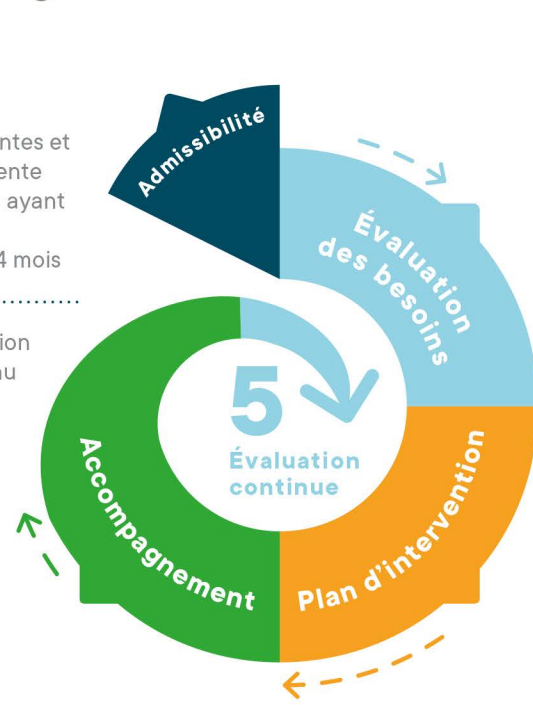 ntes et
ente
ayant
4 mois
ion
au
Admissibilité
Évaluation
des besoins
Plan d'intervention
Accompagnement
5
Évaluation
continue